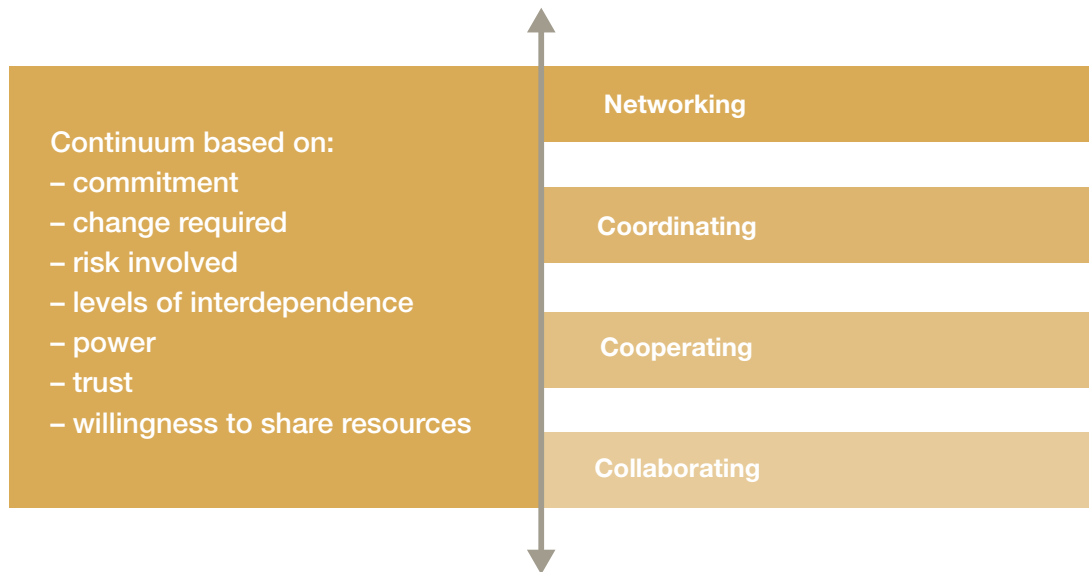 Continuum based on:
– commitment
– change required
– risk involved
– levels of interdependence
– power
– trust
– willingness to share resources
Networking
Coordinating
Cooperating
Collaborating